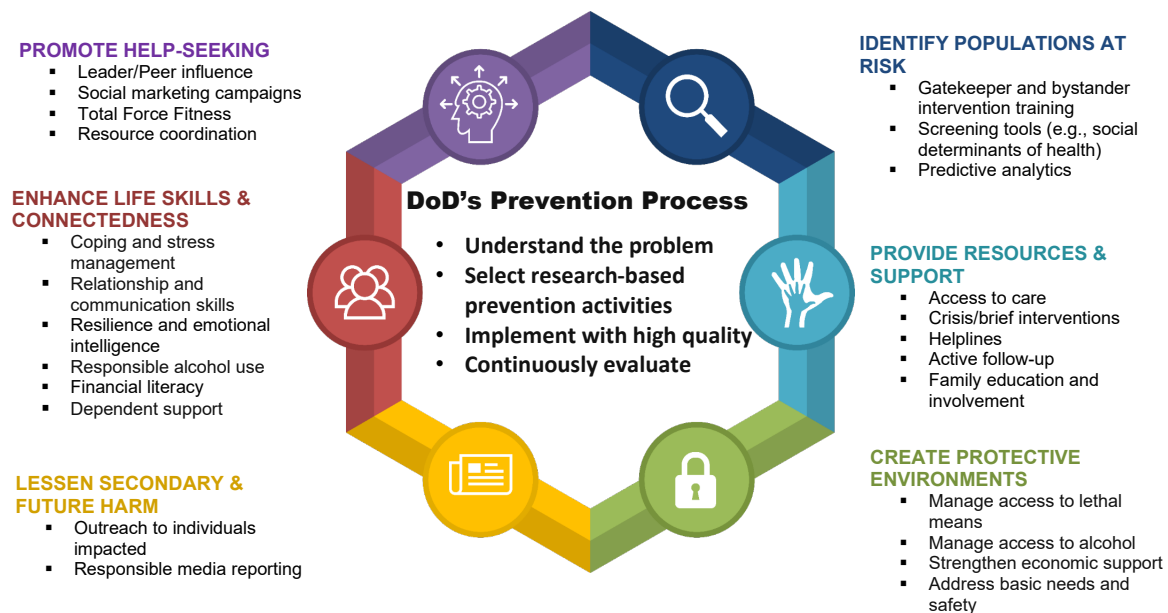 PROMOTE HELP-SEEKING
▪ Leader/Peer influence
▪ Social marketing campaigns
▪ Total Force Fitness
▪ Resource coordination
ENHANCE LIFE SKILLS &
CONNECTEDNESS
▪ Coping and stress
management
▪ Relationship and
communication skills
▪ Resilience and emotional
intelligence
▪ Responsible alcohol use
▪ Financial literacy
▪ Dependent support
LESSEN SECONDARY &
FUTURE HARM
▪ Outreach to individuals
impacted
▪ Responsible media reporting
DoD's Prevention Process
• Understand the problem
• Select research-based
prevention activities
• Implement with high quality
• Continuously evaluate
IDENTIFY POPULATIONS AT
RISK
▪ Gatekeeper and bystander
intervention training
▪ Screening tools (e.g., social
determinants of health)
▪ Predictive analytics
PROVIDE RESOURCES &
SUPPORT
▪ Access to care
▪ Crisis/brief interventions
▪ Helplines
▪ Active follow-up
▪ Family education and
involvement
CREATE PROTECTIVE
ENVIRONMENTS
▪ Manage access to lethal
means
▪ Manage access to alcohol
▪ Strengthen economic support
▪ Address basic needs and
safety